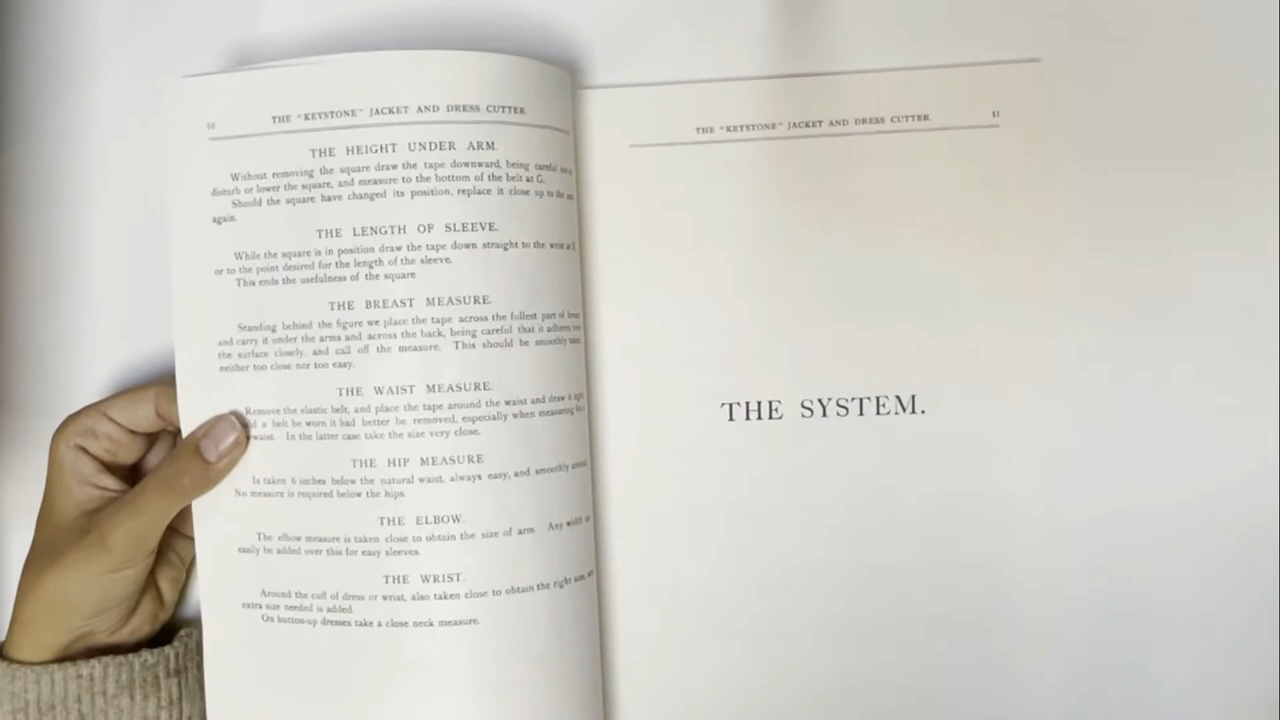 10
THE "KEYSTONE" JACKET AND DRESS CUTTER.
THE HEIGHT UNDER ARM.
Without removing the square draw the tape downward, being careful not to
disturb or lower the square, and measure to the bottom of the belt at G.
Should the square have changed its position, replace it close up to the arm
again.
THE LENGTH OF SLEEVE.
While the square is in position draw the tape down straight to the wrist at
or to the point desired for the length of the sleeve.
This ends the usefulness of the square
THE BREAST MEASURE.
Standing behind the figure we place the tape across the fullest part of
and carry it under the arms and across the back, being careful that it adheres
the surface closely, and call off the measure. This should be smoothly
neither too close nor too easy.
THE WAIST MEASURE.
Remove the elastic belt, and place the tape around the waist and draw it
a belt be worn it had better be removed, especially when measuring
waist. In the latter case take the size very close.
THE HIP MEASURE
Is taken 6 inches below the natural waist, always easy, and smoothly
No measure is required below the hips.
THE ELBOW.
The elbow measure is taken close to obtain the size of arm. Any width
easily be added over this for easy sleeves.
THE WRIST.
Around the cuff of dress or wrist, also taken close to obtain the right size,
extra size needed is added.
On button-up dresses take a close neck measure.
THE "KEYSTONE" JACKET AND DRESS CUTTER.
11
THE SYSTEM.